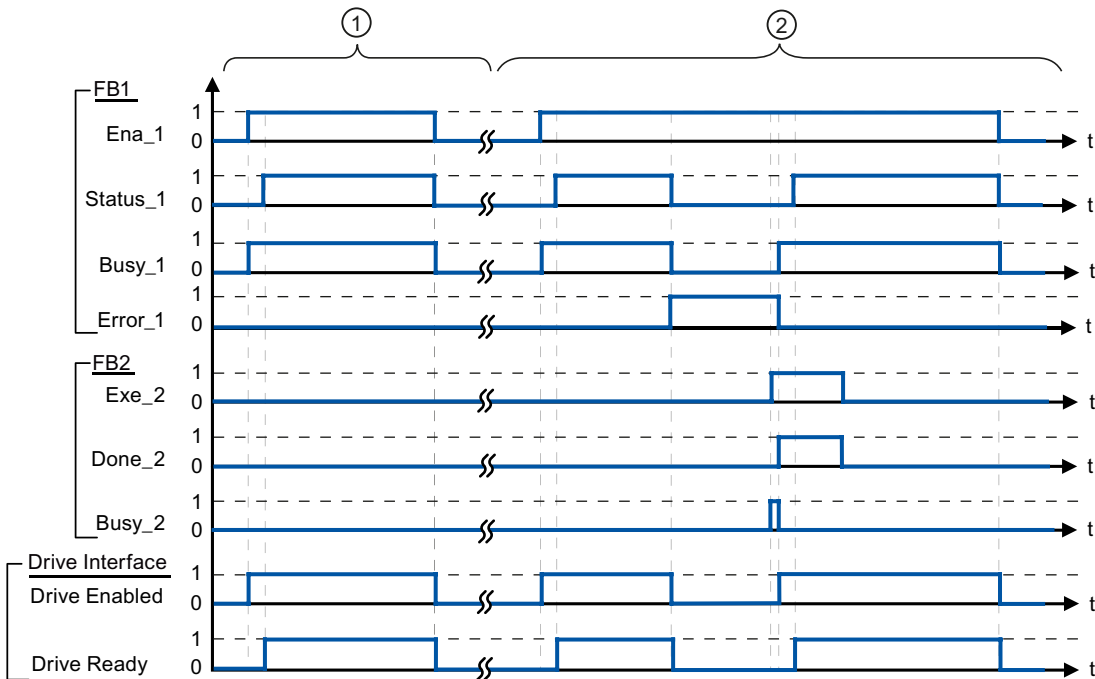 1 2
FB1
1
Ena_1 0 t
1
Status_1 0 t
1
Busy_1 0 t
1
Error_1 0 t
FB2
1
Exe_2 0 t
1
Done_2 0 t
1
Busy_2 0 t
Drive Interface
1
Drive Enabled 0 t
1
Drive Ready 0 t